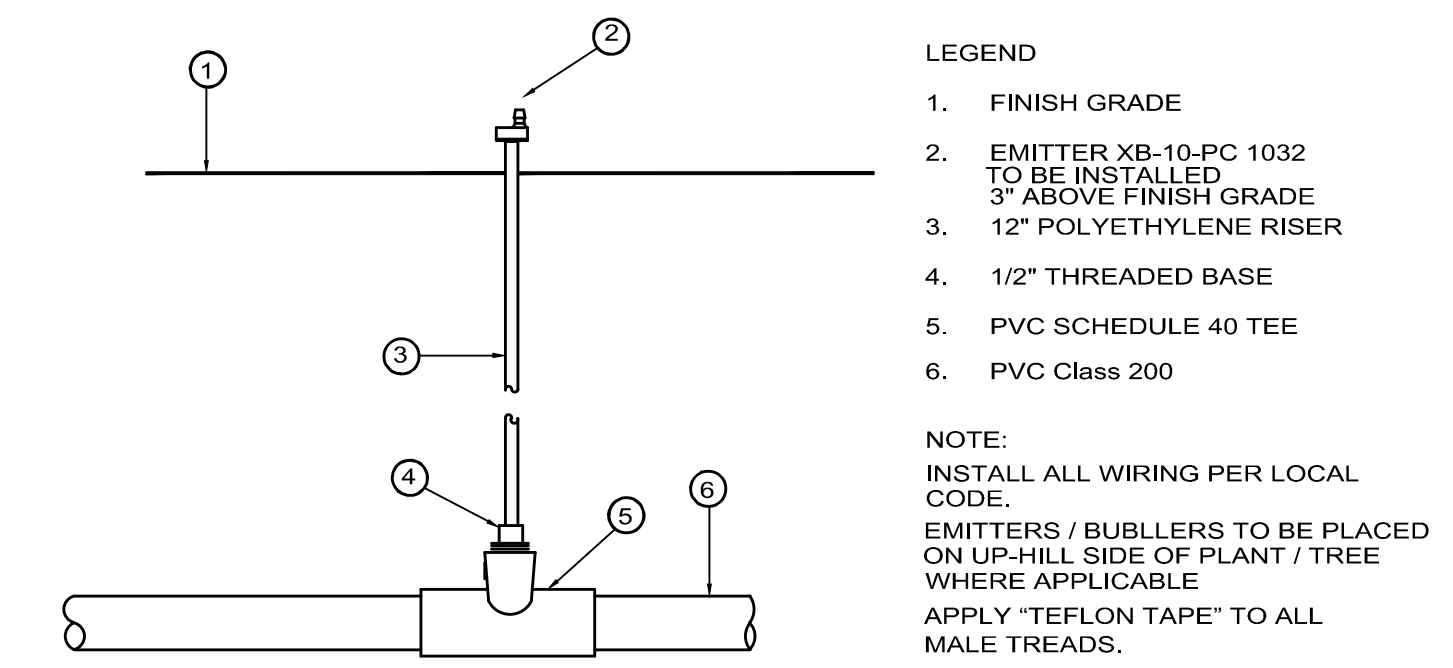 1
2
3
4
5
6
LEGEND
1. FINISH GRADE
2. EMITTER XB-10-PC 1032
TO BE INSTALLED
3" ABOVE FINISH GRADE
3. 12" POLYETHYLENE RISER
4. 1/2" THREADED BASE
5. PVC SCHEDULE 40 TEE
6. PVC Class 200
NOTE:
INSTALL ALL WIRING PER LOCAL
CODE.
EMITTERS / BUBLLERS TO BE PLACED
ON UP-HILL SIDE OF PLANT / TREE
WHERE APPLICABLE
APPLY “TEFLON TAPE” TO ALL
MALE TREADS.